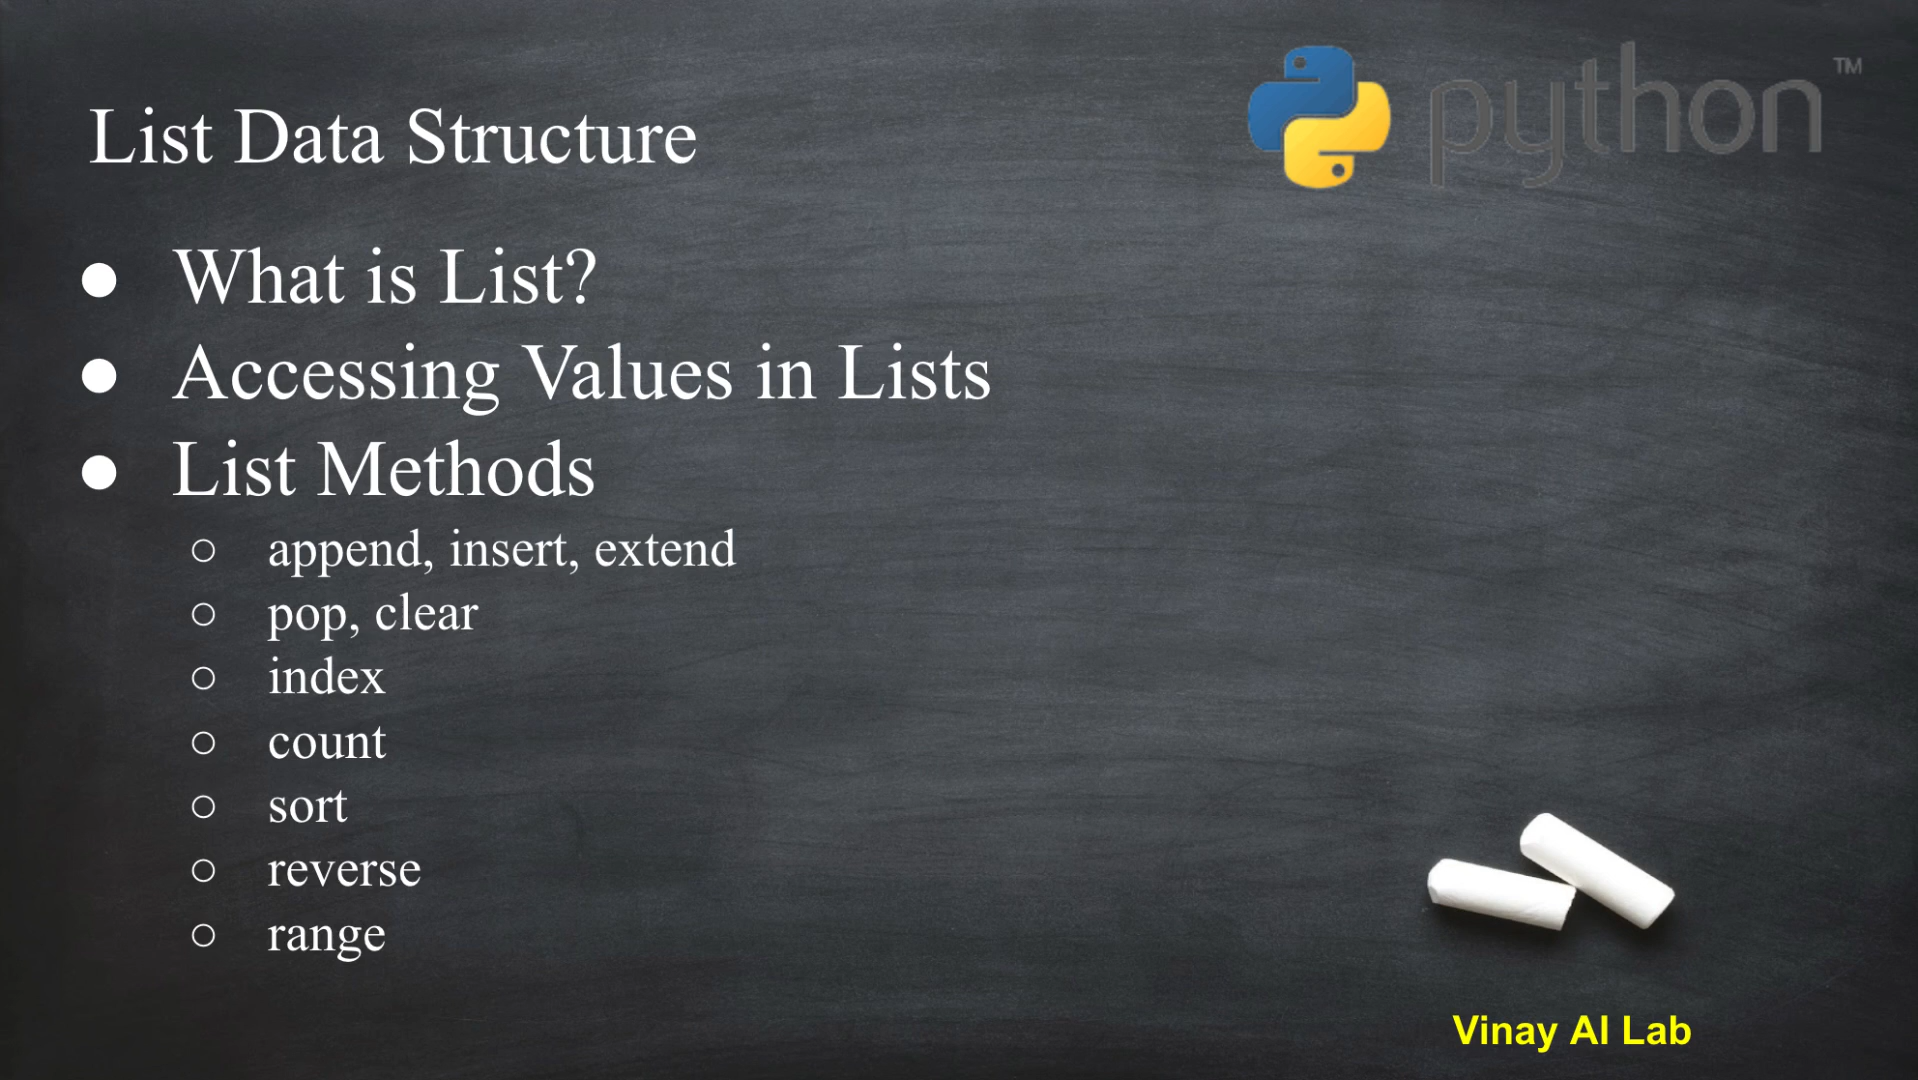 python TM
List Data Structure
● What is List?
● Accessing Values in Lists
● List Methods
○ append, insert, extend
○ pop, clear
○ index
○ count
○ sort
○ reverse
○ range
Vinay AI Lab